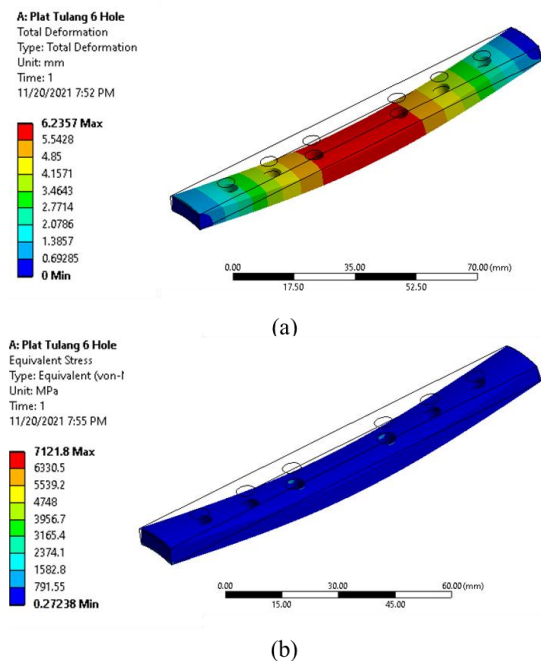 A: Plat Tulang 6 Hole
Total Deformation
Type: Total Deformation
Unit: mm
Time: 1
11/20/2021 7:52 PM
6.2357 Max
5.5428
4.85
4.1571
3.4643
2.7714
2.0786
1.3857
0.69285
0 Min
0.00 35.00 70.00 (mm)
17.50 52.50
(a)
A: Plat Tulang 6 Hole
Equivalent Stress
Type: Equivalent (von-
Unit: MPa
Time: 1
11/20/2021 7:55 PM
7121.8 Max
6330.5
5539.2
4748
3956.7
3165.4
2374.1
1582.8
791.55
0.27238 Min
0.00 30.00 60.00 (mm)
15.00 45.00
(b)